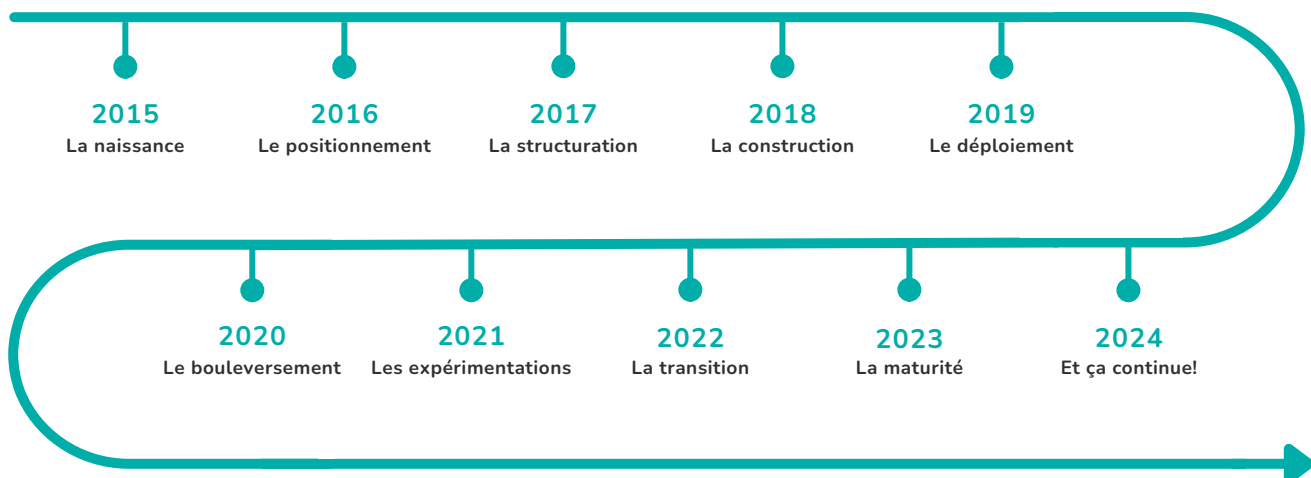 2015
La naissance
2016
Le positionnement
2017
La structuration
2018
La construction
2019
Le déploiement
2020
Le bouleversement
2021
Les expérimentations
2022
La transition
2023
La maturité
2024
Et ça continue!